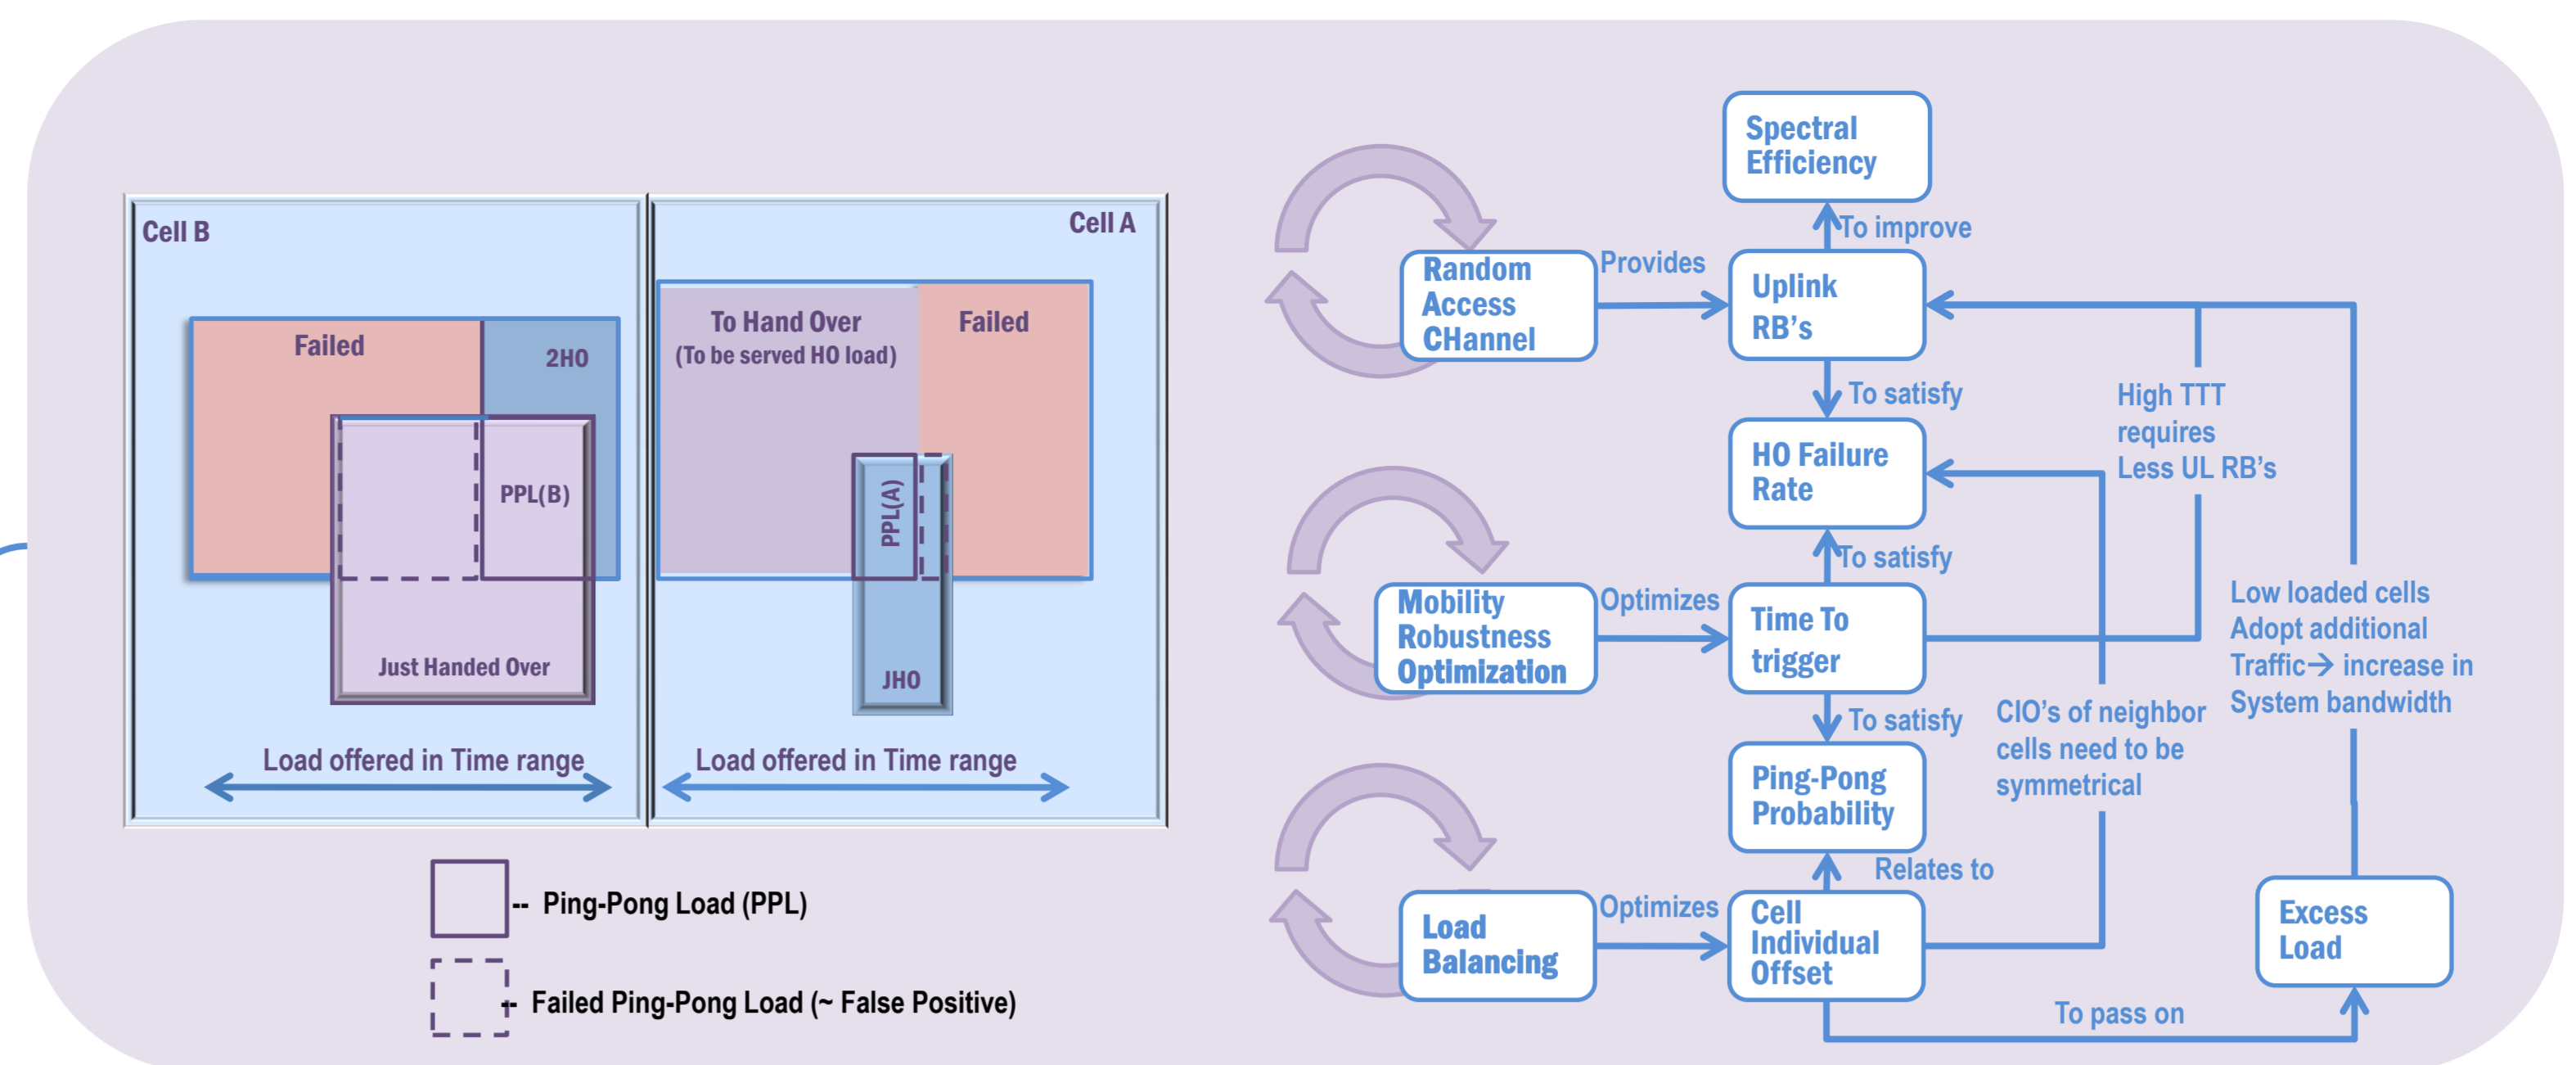 Cell B
Failed
2HO
PPL(B)
Just Handed Over
Load offered in Time range
Cell A
To Hand Over
(To be served HO load)
Failed
PPL(A)
JHO
Load offered in Time range
-- Ping-Pong Load (PPL)
-- Failed Ping-Pong Load (~ False Positive)
Spectral
Efficiency
To improve
Random
Access
CHannel
Provides
Uplink
RB's
To satisfy
HO Failure
Rate
To satisfy
Mobility
Robustness
Optimization
Optimizes
Time To
trigger
To satisfy
Ping-Pong
Probability
Relates to
Load
Balancing
Optimizes
Cell
Individual
Offset
High TTT
requires
Less UL RB's
CIO's of neighbor
cells need to be
symmetrical
Low loaded cells
Adopt additional
Traffic→ increase in
System bandwidth
Excess
Load
To pass on